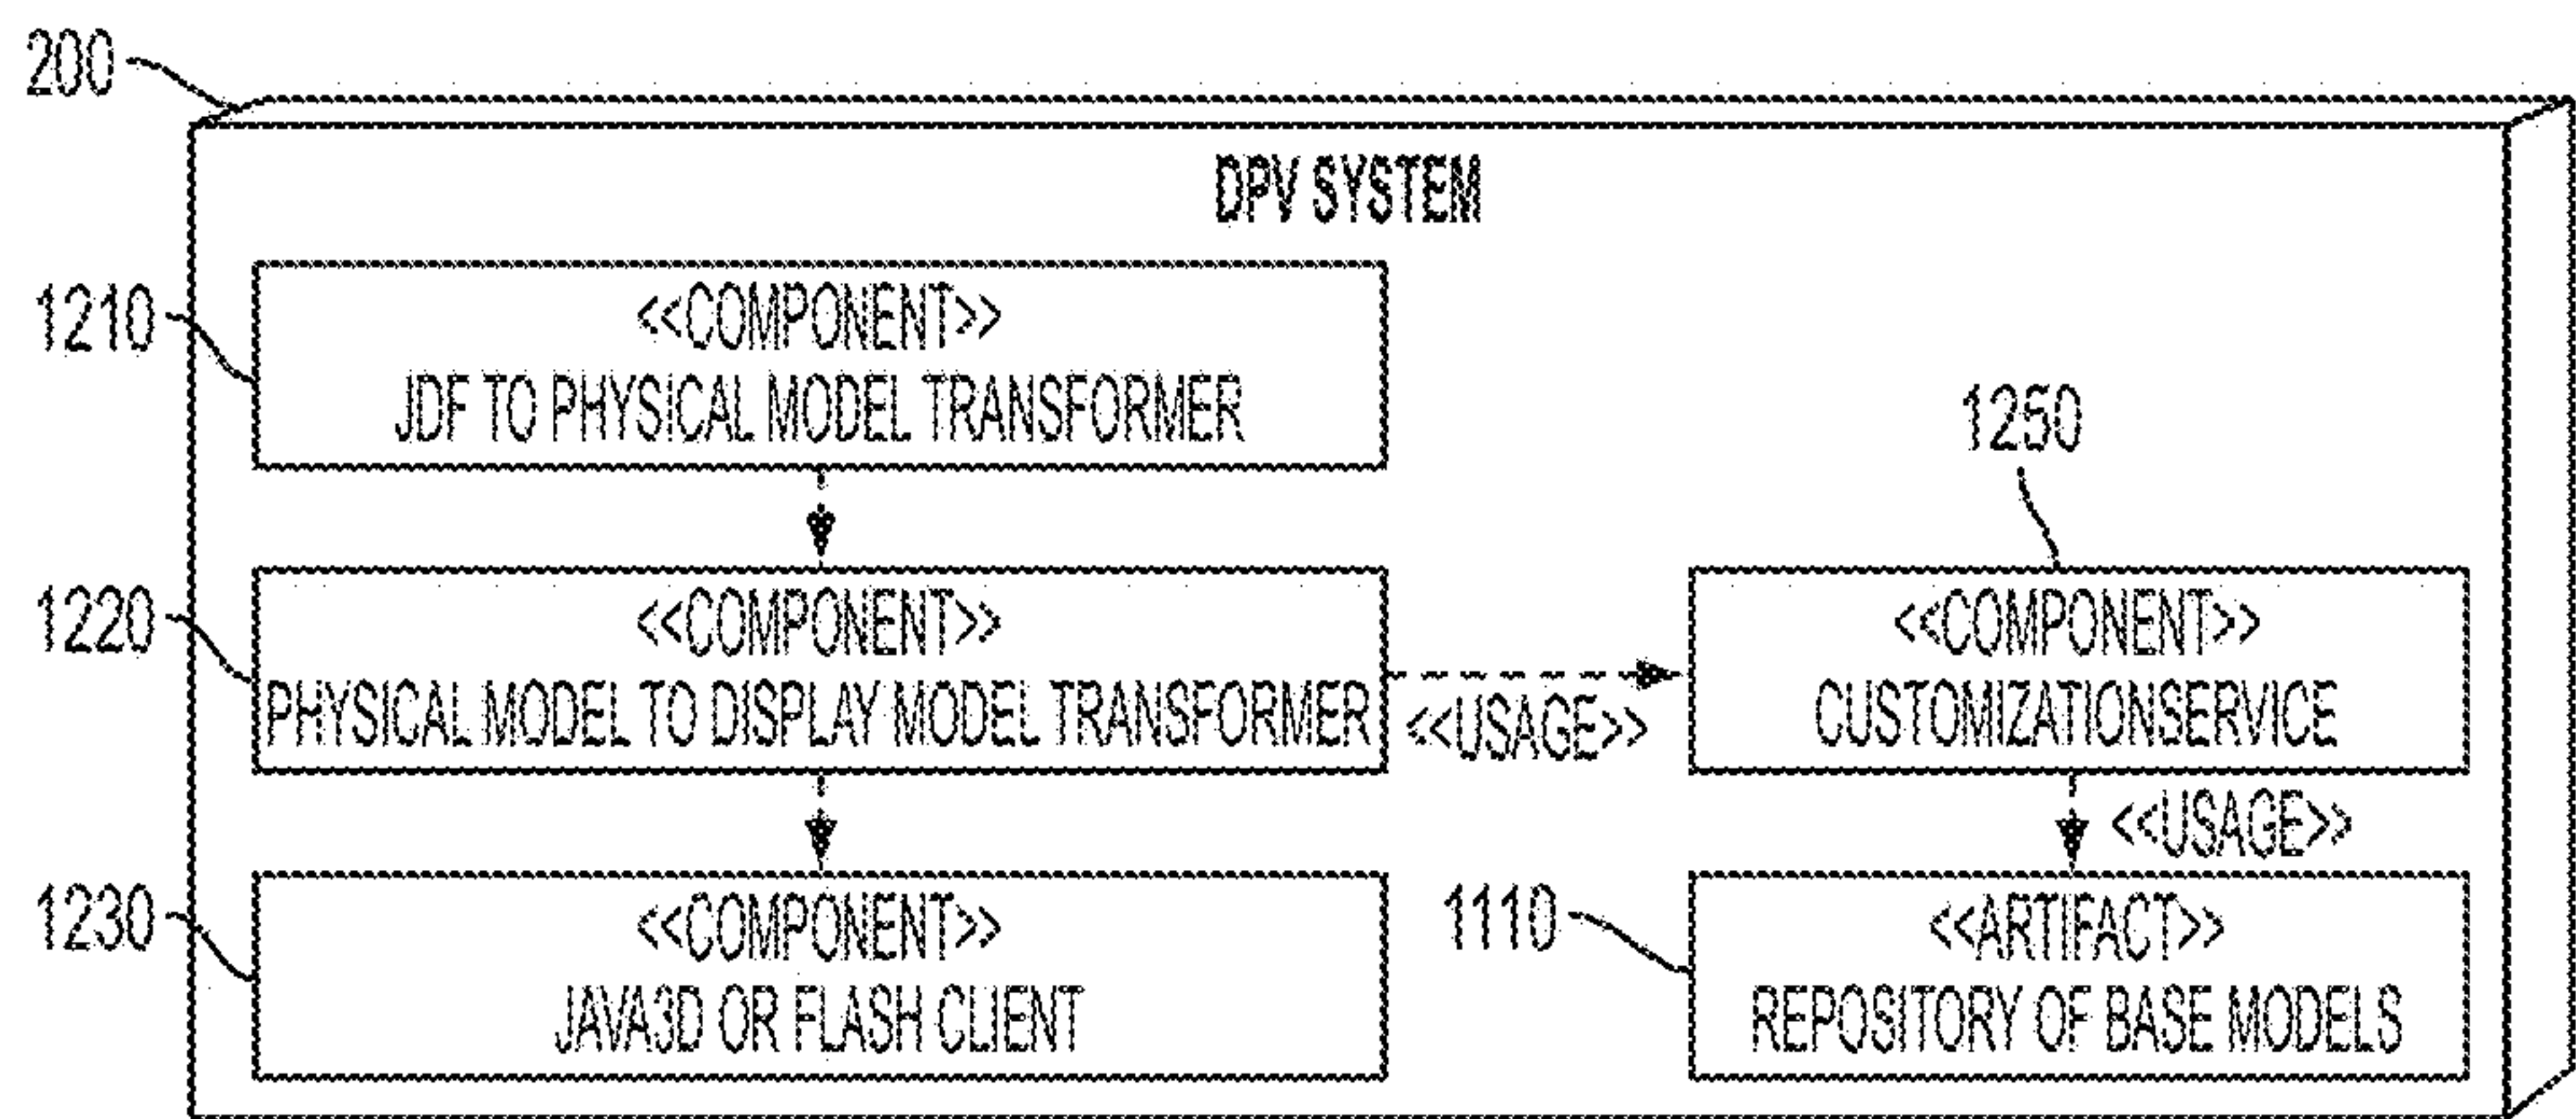 200
DPV SYSTEM
1210
<<COMPONENT>>
JDF TO PHYSICAL MODEL TRANSFORMER
1250
1220
<<COMPONENT>>
PHYSICAL MODEL TO DISPLAY MODEL TRANSFORMER
<<USAGE>>
<<COMPONENT>>
CUSTOMIZATIONSERVICE
<<USAGE>>
1230
<<COMPONENT>>
JAVA3D OR FLASH CLIENT
1110
<<ARTIFACT>>
REPOSITORY OF BASE MODELS